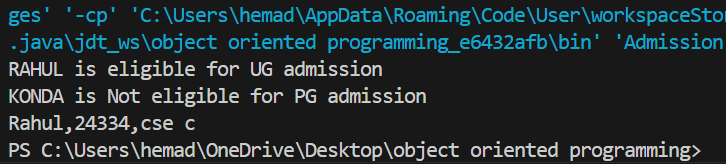 ges' '-cp' 'C:\Users\hemad\AppData\Roaming\Code\User\workspaceStor
.java\jdt_ws\object oriented programming_e6432afb\bin' 'Admission
RAHUL is eligible for UG admission
KONDA is Not eligible for PG admission
Rahul,24334,cse c
PS C:\Users\hemad\OneDrive\Desktop\object oriented programming>